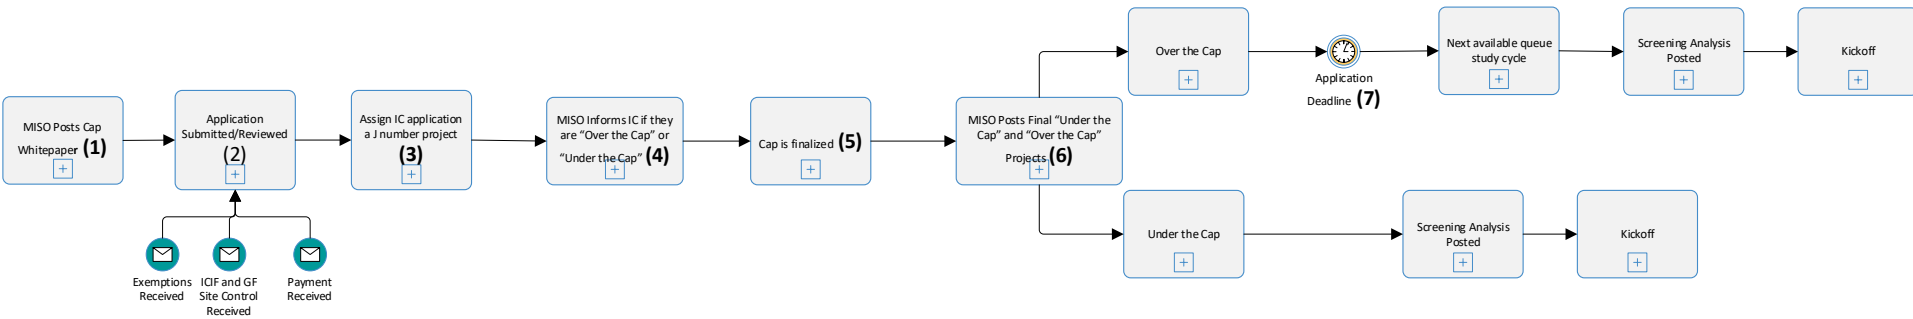 MISO Posts Cap
Whitepaper (1)
Application
Submitted/Reviewed
(2)
Exemptions
Received
ICIF and GF
Site Control
Received
Payment
Received
Assign IC application
a J number project
(3)
MISO Informs IC if they
are “Over the Cap” or
“Under the Cap” (4)
Cap is finalized (5)
MISO Posts Final “Under the
Cap” and “Over the Cap”
Projects (6)
Over the Cap
Application
Deadline (7)
Next available queue
study cycle
Screening Analysis
Posted
Kickoff
Under the Cap
Screening Analysis
Posted
Kickoff